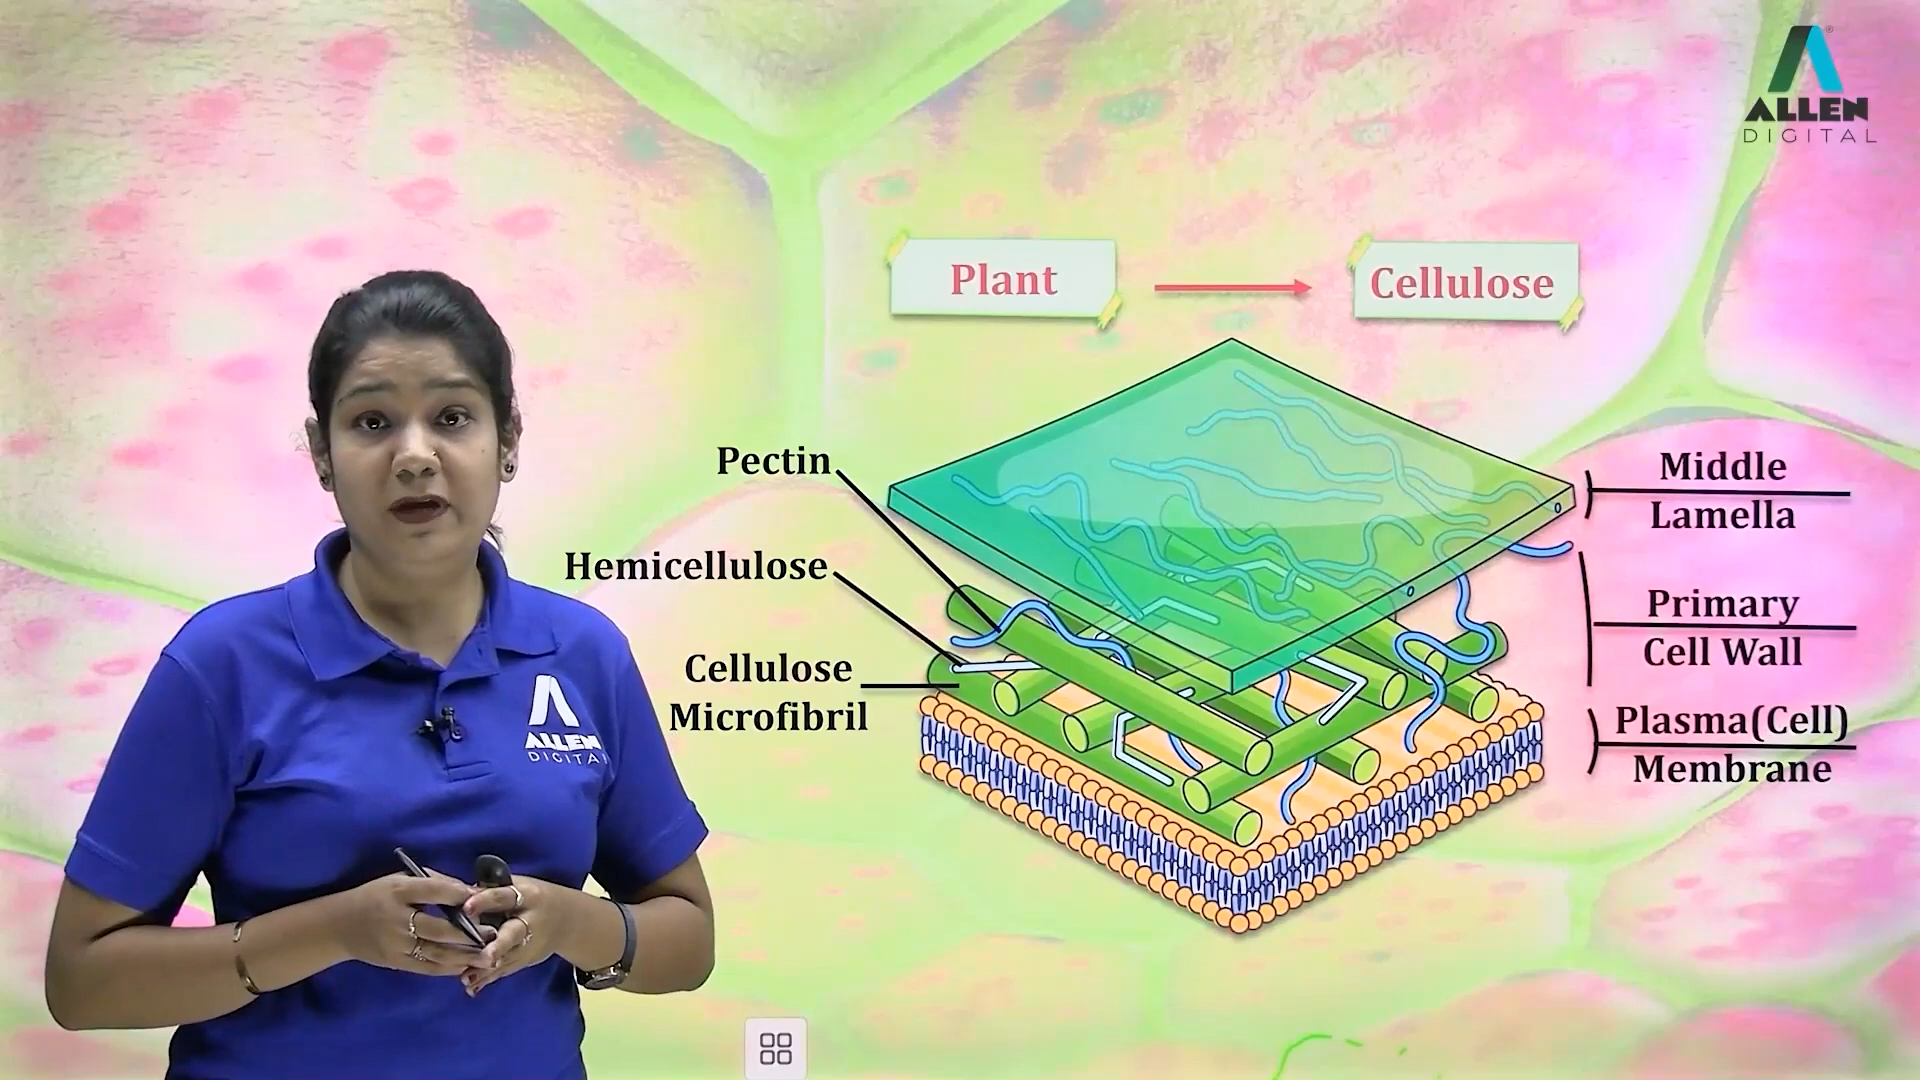 ALLEN
DIGITAL
Plant
Cellulose
Pectin
Hemicellulose
Cellulose
Microfibril
Middle
Lamella
Primary
Cell Wall
Plasma(Cell)
Membrane
ALLEN
DIGITAL